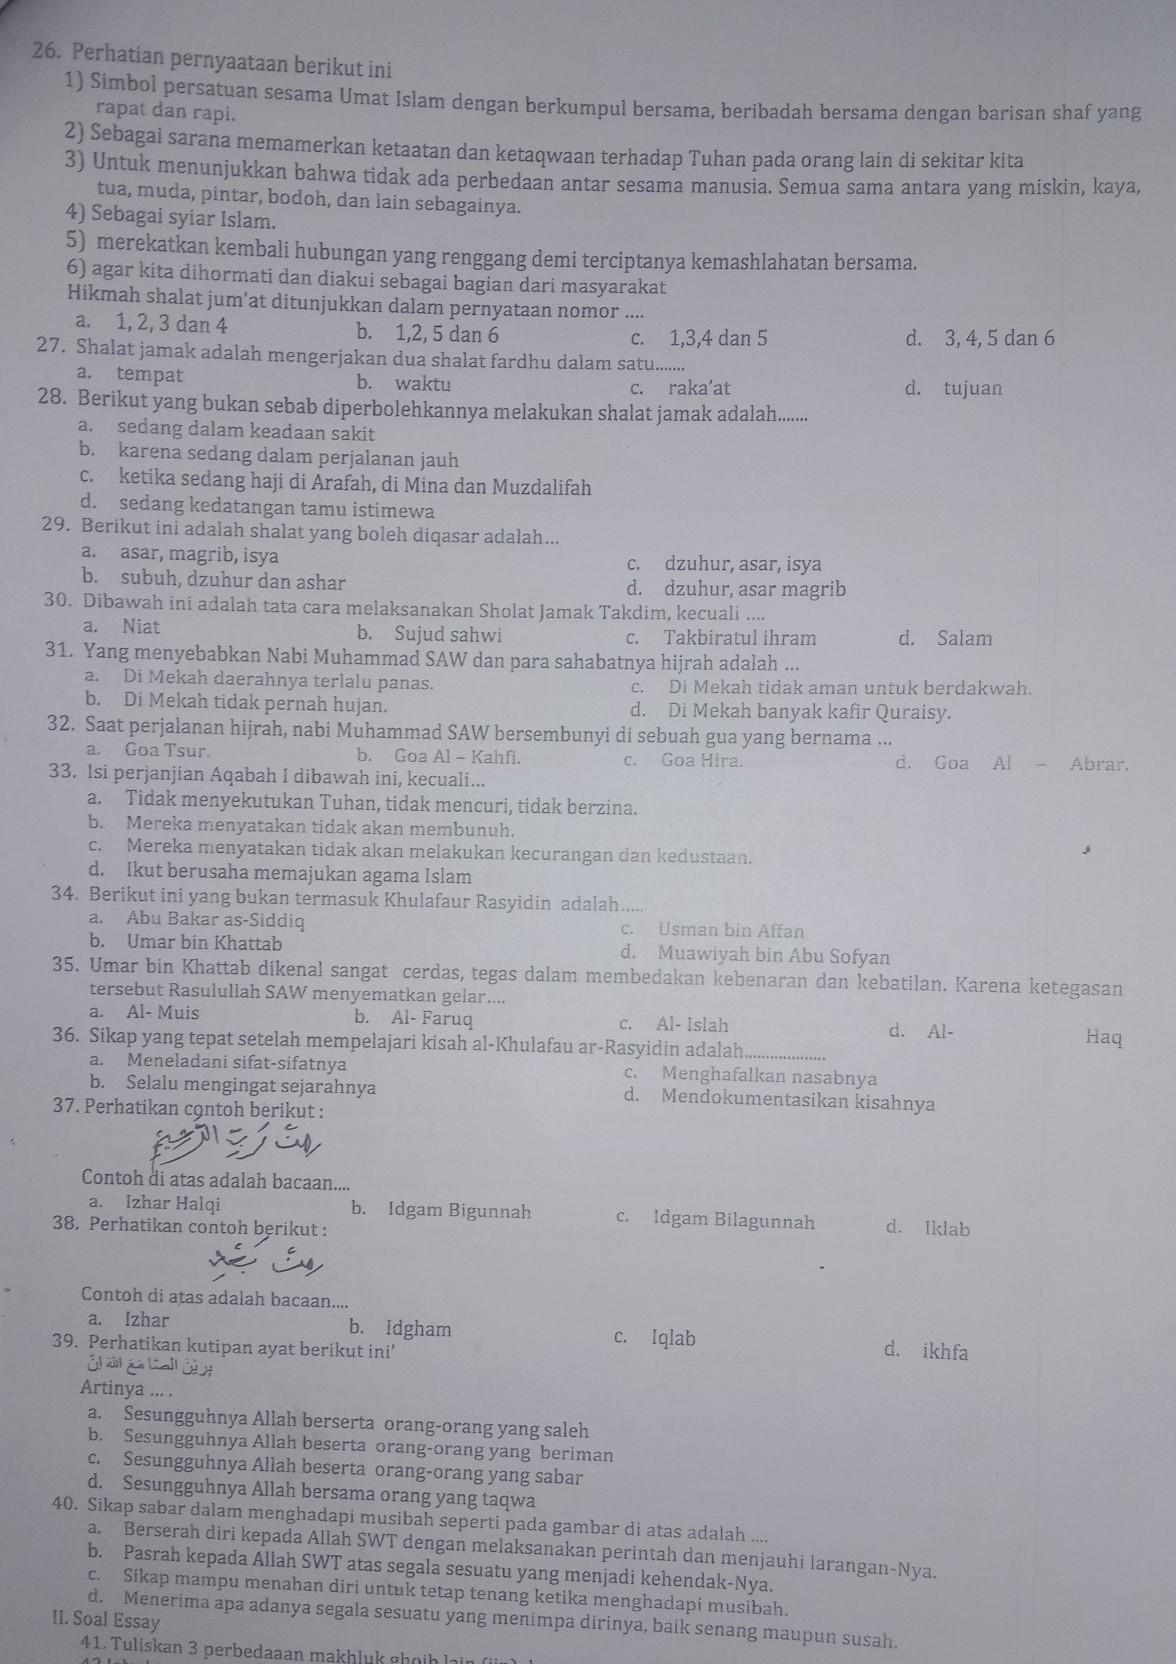 26. Perhatian pernyaataan berikut ini
1) Simbol persatuan sesama Umat Islam dengan berkumpul bersama, beribadah bersama dengan barisan shaf yang
rapat dan rapi.
2) Sebagai sarana memamerkan ketaatan dan ketaqwaan terhadap Tuhan pada orang lain di sekitar kita
3) Untuk menunjukkan bahwa tidak ada perbedaan antar sesama manusia. Semua sama antara yang miskin, kaya,
tua, muda, pintar, bodoh, dan lain sebagainya.
4) Sebagai syiar Islam.
5) merekatkan kembali hubungan yang renggang demi terciptanya kemashlahatan bersama.
6) agar kita dihormati dan diakui sebagai bagian dari masyarakat
Hikmah shalat jum'at ditunjukkan dalam pernyataan nomor ....
a. 1, 2, 3 dan 4 b. 1,2, 5 dan 6 c. 1,3,4 dan 5 d. 3, 4, 5 dan 6
27. Shalat jamak adalah mengerjakan dua shalat fardhu dalam satu.......
a. tempat b. waktu c. raka'at d. tujuan
28. Berikut yang bukan sebab diperbolehkannya melakukan shalat jamak adalah.......
a. sedang dalam keadaan sakit
b. karena sedang dalam perjalanan jauh
c. ketika sedang haji di Arafah, di Mina dan Muzdalifah
d. sedang kedatangan tamu istimewa
29. Berikut ini adalah shalat yang boleh diqasar adalah...
a. asar, magrib, isya c. dzuhur, asar, isya
b. subuh, dzuhur dan ashar d. dzuhur, asar magrib
30. Dibawah ini adalah tata cara melaksanakan Sholat Jamak Takdim, kecuali ....
a. Niat b. Sujud sahwi c. Takbiratul ihram d. Salam
31. Yang menyebabkan Nabi Muhammad SAW dan para sahabatnya hijrah adalah ...
a. Di Mekah daerahnya terlalu panas. c. Di Mekah tidak aman untuk berdakwah.
b. Di Mekah tidak pernah hujan. d. Di Mekah banyak kafir Quraisy.
32. Saat perjalanan hijrah, nabi Muhammad SAW bersembunyi di sebuah gua yang bernama ...
a. Goa Tsur. b. Goa Al – Kahfi. c. Goa Hira. d. Goa Al – Abrar.
33. Isi perjanjian Aqabah I dibawah ini, kecuali...
a. Tidak menyekutukan Tuhan, tidak mencuri, tidak berzina.
b. Mereka menyatakan tidak akan membunuh.
c. Mereka menyatakan tidak akan melakukan kecurangan dan kedustaan.
d. Ikut berusaha memajukan agama Islam
34. Berikut ini yang bukan termasuk Khulafaur Rasyidin adalah.....
a. Abu Bakar as-Siddiq c. Usman bin Affan
b. Umar bin Khattab d. Muawiyah bin Abu Sofyan
35. Umar bin Khattab dikenal sangat cerdas, tegas dalam membedakan kebenaran dan kebatilan. Karena ketegasan
tersebut Rasulullah SAW menyematkan gelar....
a. Al- Muis b. Al- Faruq c. Al- Islah d. Al- Haq
36. Sikap yang tepat setelah mempelajari kisah al-Khulafau ar-Rasyidin adalah...................
a. Meneladani sifat-sifatnya c. Menghafalkan nasabnya
b. Selalu mengingat sejarahnya d. Mendokumentasikan kisahnya
37. Perhatikan contoh berikut :
Contoh di atas adalah bacaan....
a. Izhar Halqi b. Idgam Bigunnah c. Idgam Bilagunnah d. Iklab
38. Perhatikan contoh berikut :
Contoh di atas adalah bacaan....
a. Izhar b. Idgham c. Iqlab d. ikhfa
39. Perhatikan kutipan ayat berikut ini'
Artinya ... .
a. Sesungguhnya Allah berserta orang-orang yang saleh
b. Sesungguhnya Allah beserta orang-orang yang beriman
c. Sesungguhnya Allah beserta orang-orang yang sabar
d. Sesungguhnya Allah bersama orang yang taqwa
40. Sikap sabar dalam menghadapi musibah seperti pada gambar di atas adalah ....
a. Berserah diri kepada Allah SWT dengan melaksanakan perintah dan menjauhi larangan-Nya.
b. Pasrah kepada Allah SWT atas segala sesuatu yang menjadi kehendak-Nya.
c. Sikap mampu menahan diri untuk tetap tenang ketika menghadapi musibah.
d. Menerima apa adanya segala sesuatu yang menimpa dirinya, baik senang maupun susah.
II. Soal Essay
41. Tuliskan 3 perbedaaan makhluk ghoib lain